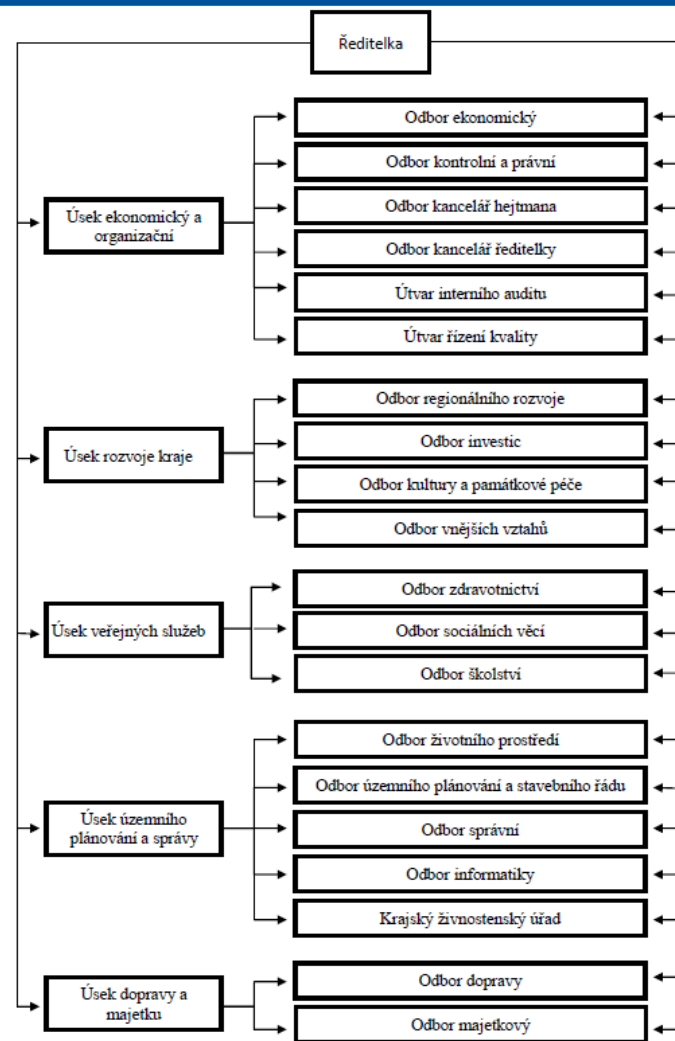 Ředitelka
Úsek ekonomický a
organizační
Odbor ekonomický
Odbor kontrolní a právní
Odbor kancelář hejtmana
Odbor kancelář ředitelky
Útvar interního auditu
Útvar řízení kvality
Úsek rozvoje kraje
Odbor regionálního rozvoje
Odbor investic
Odbor kultury a památkové péče
Odbor vnějších vztahů
Úsek veřejných služeb
Odbor zdravotnictví
Odbor sociálních věcí
Odbor školství
Úsek územního
plánování a správy
Odbor životního prostředí
Odbor územního plánování a stavebního řádu
Odbor správní
Odbor informatiky
Krajský živnostenský úřad
Úsek dopravy a
majetku
Odbor dopravy
Odbor majetkový